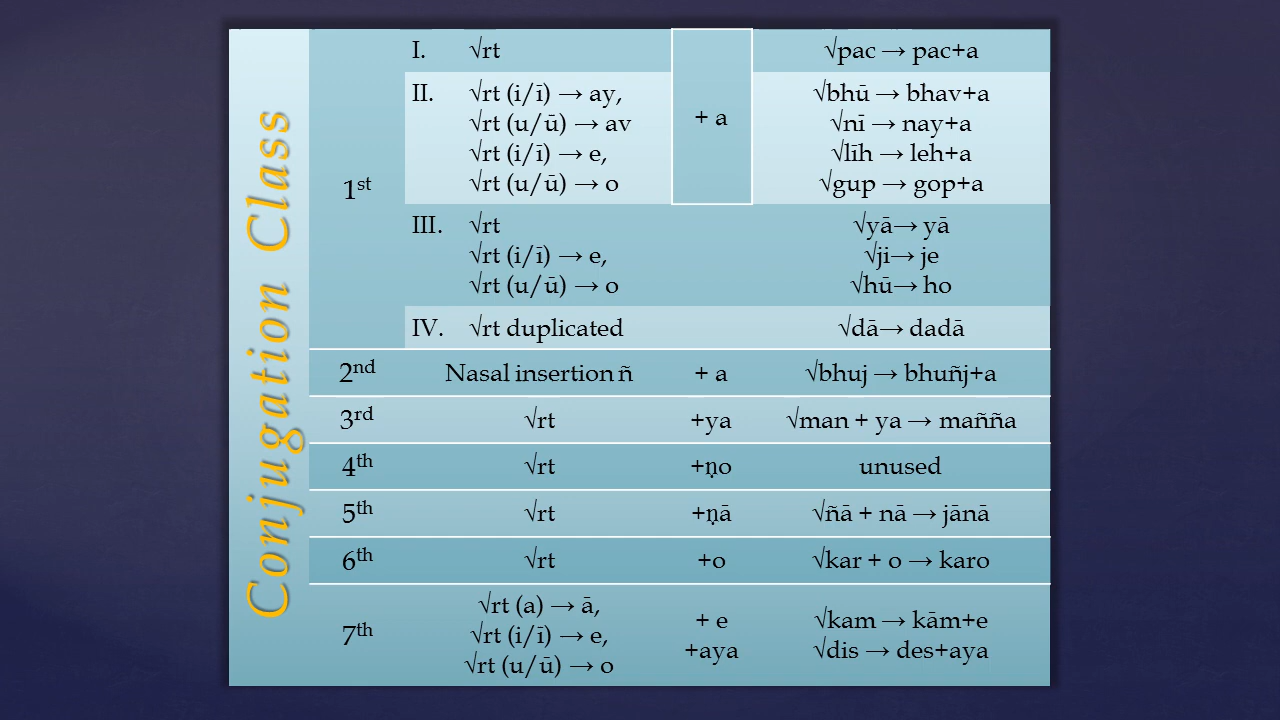 Conjugation Class
1st
I. √rt + a √pac → pac+a
II. √rt (i/ī) → ay, √bhū → bhav+a
√rt (u/ū) → av √nī → nay+a
√rt (i/ī) → e, √līh → leh+a
√rt (u/ū) → o √gup → gop+a
III. √rt √yā→ yā
√rt (i/ī) → e, √ji→ je
√rt (u/ū) → o √hū→ ho
IV. √rt duplicated √dā→ dadā
2nd Nasal insertion ñ + a √bhuj → bhuñj+a
3rd √rt +ya √man + ya → mañña
4th √rt +ṇo unused
5th √rt +ṇā √ñā + nā → jānā
6th √rt +o √kar + o → karo
7th
√rt (a) → ā,
√rt (i/ī) → e, + e √kam → kām+e
√rt (u/ū) → o +aya √dis → des+aya